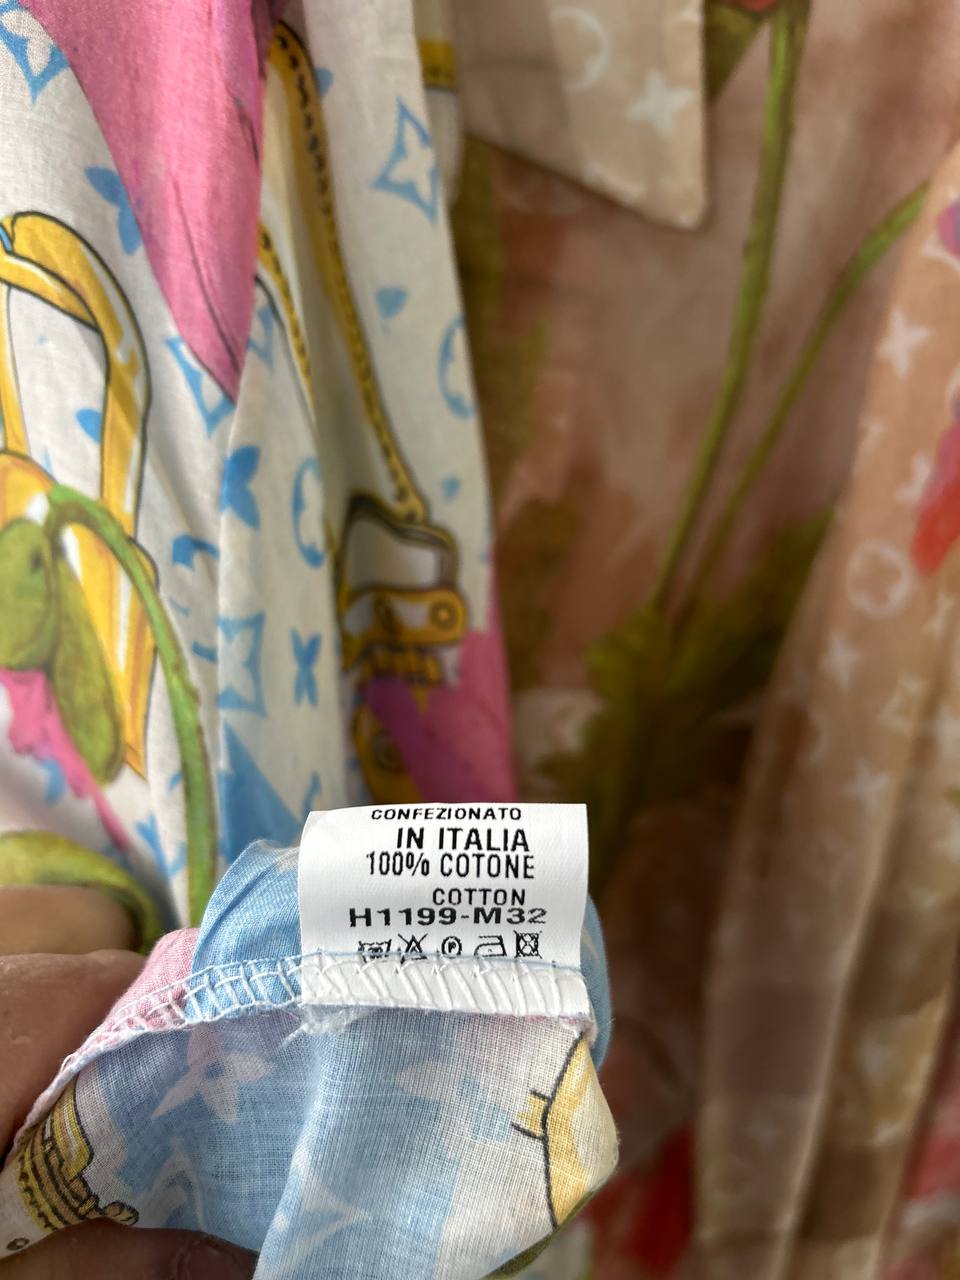 CONFEZIONATO
IN ITALIA
100% COTONE
COTTON
H1199-M32